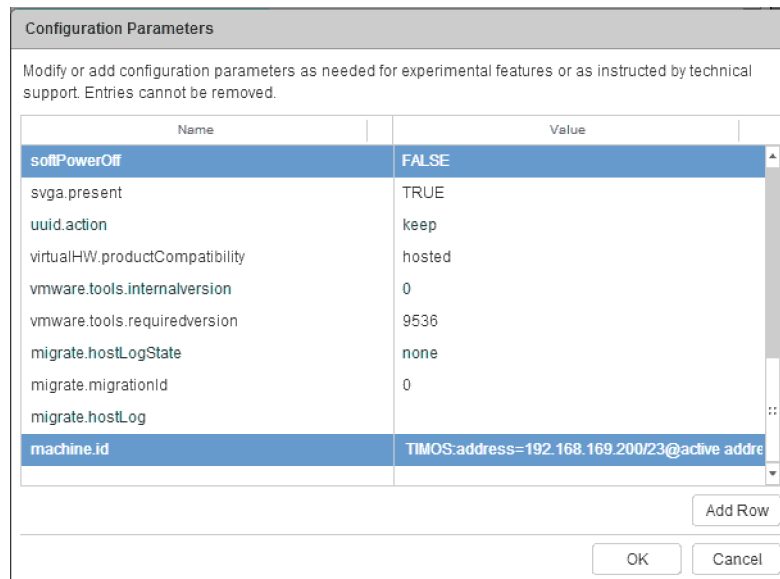 Configuration Parameters
Modify or add configuration parameters as needed for experimental features or as instructed by technical
support. Entries cannot be removed.
Name Value
softPowerOff FALSE
svga.present TRUE
uuid.action keep
virtualHW.productCompatibility hosted
vmware.tools.internalversion 0
vmware.tools.requiredversion 9536
migrate.hostLogState none
migrate.migrationId 0
migrate.hostLog
machine.id TIMOS:address=192.168.169.200/23@active addre
Add Row
OK Cancel